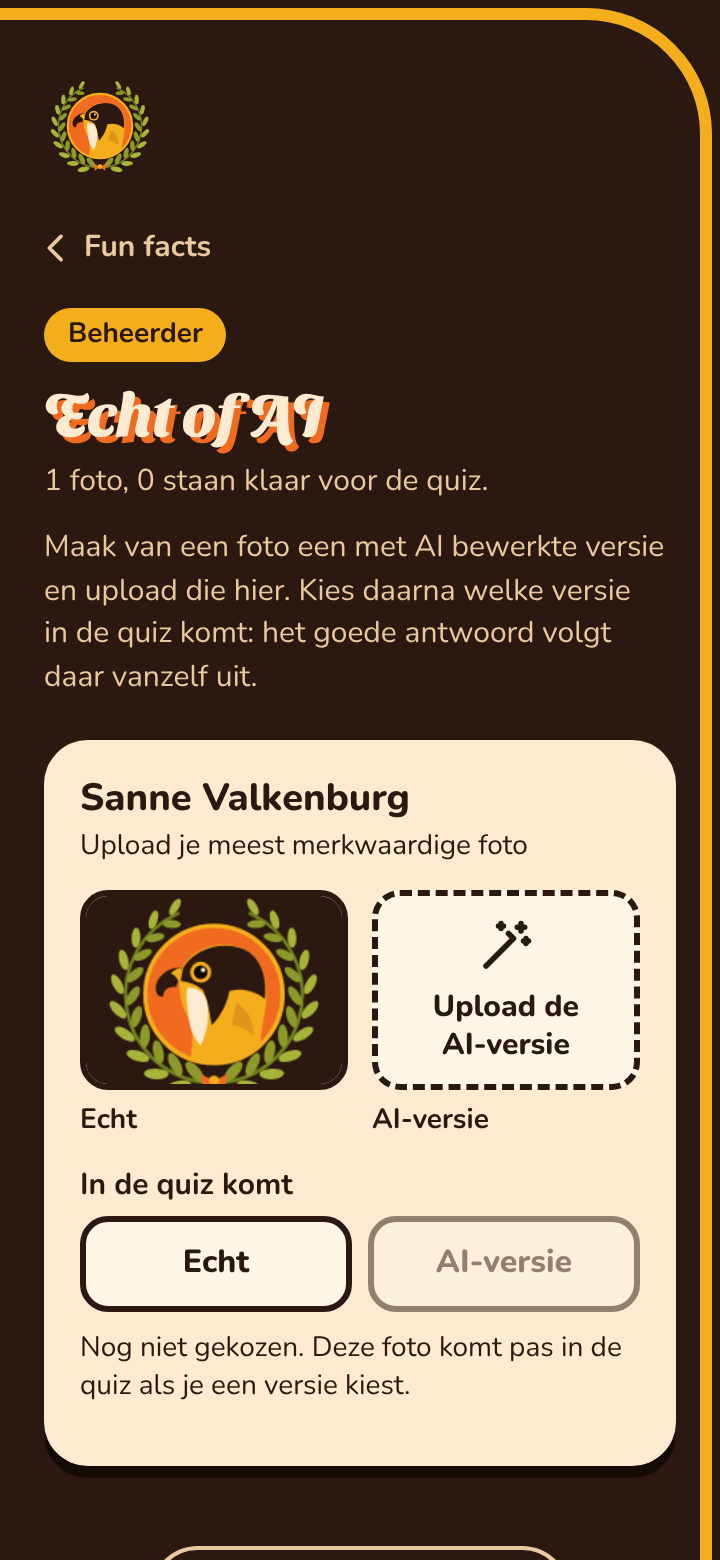 Fun facts
Beheerder
Echt of AI
1 foto, 0 staan klaar voor de quiz.
Maak van een foto een met AI bewerkte versie
en upload die hier. Kies daarna welke versie
in de quiz komt: het goede antwoord volgt
daar vanzelf uit.
Sanne Valkenburg
Upload je meest merkwaardige foto
Upload de
AI-versie
Echt
AI-versie
In de quiz komt
Echt
AI-versie
Nog niet gekozen. Deze foto komt pas in de
quiz als je een versie kiest.